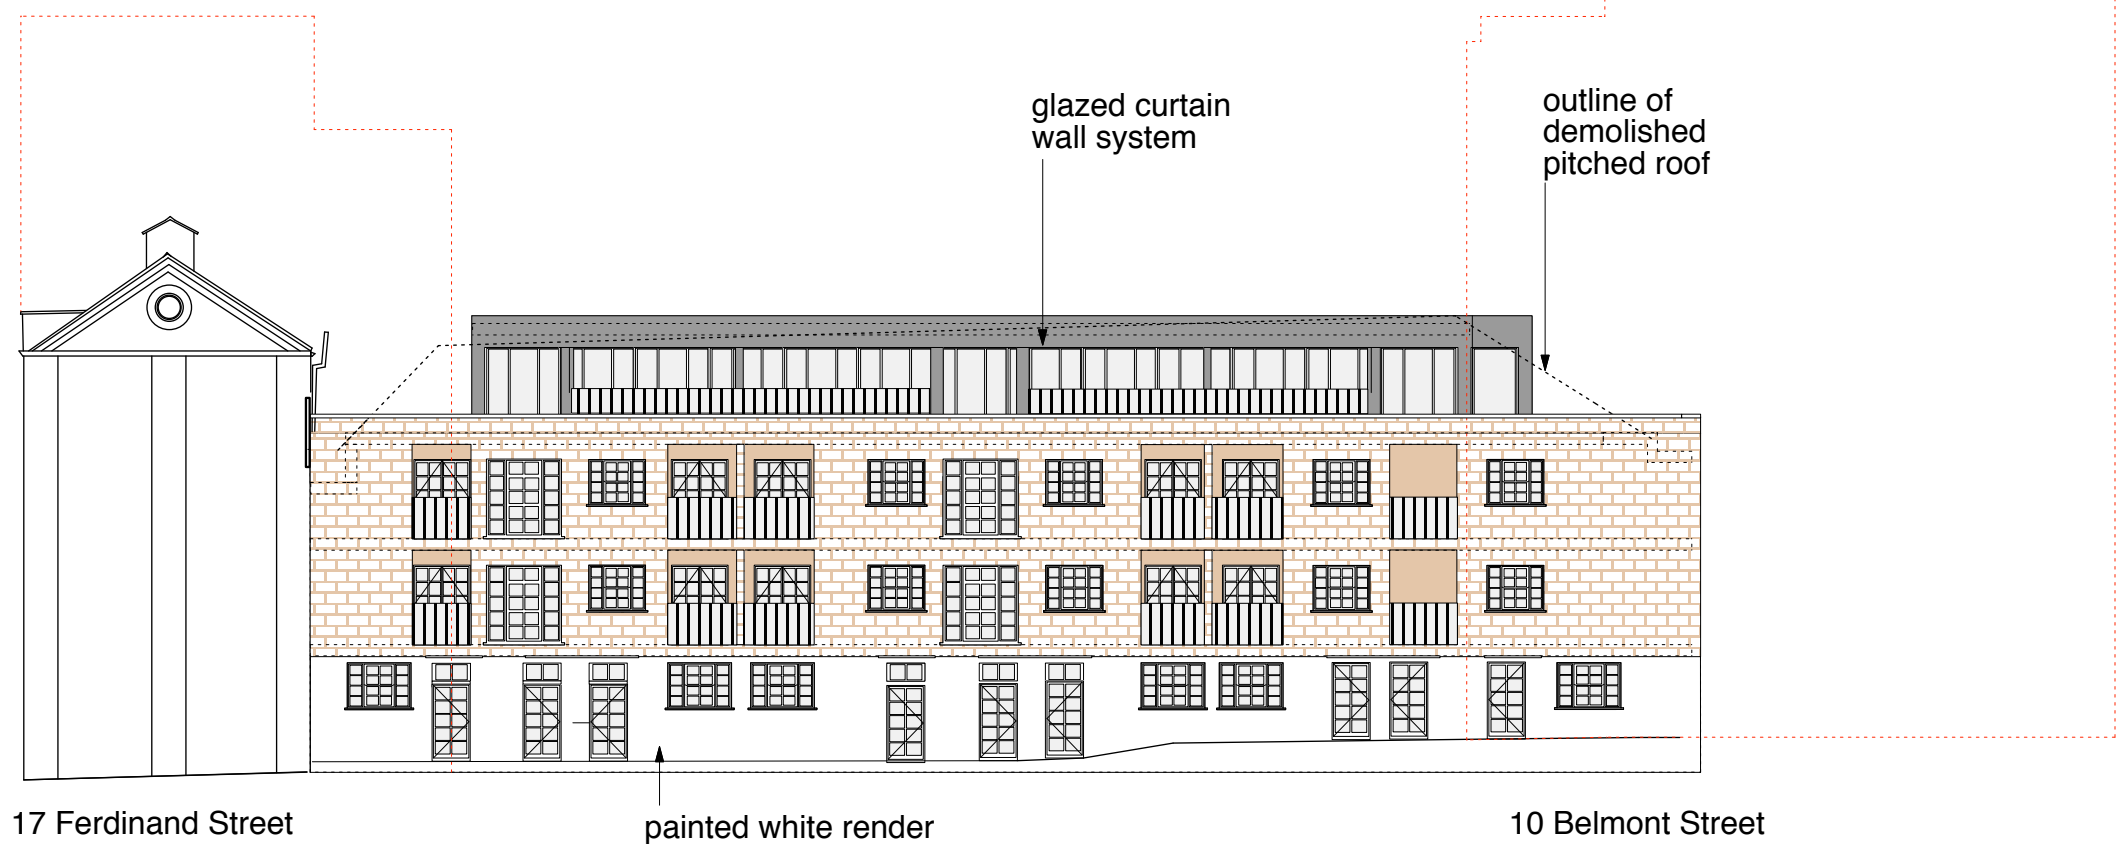 glazed curtain
wall system
outline of
demolished
pitched roof
17 Ferdinand Street
painted white render
10 Belmont Street